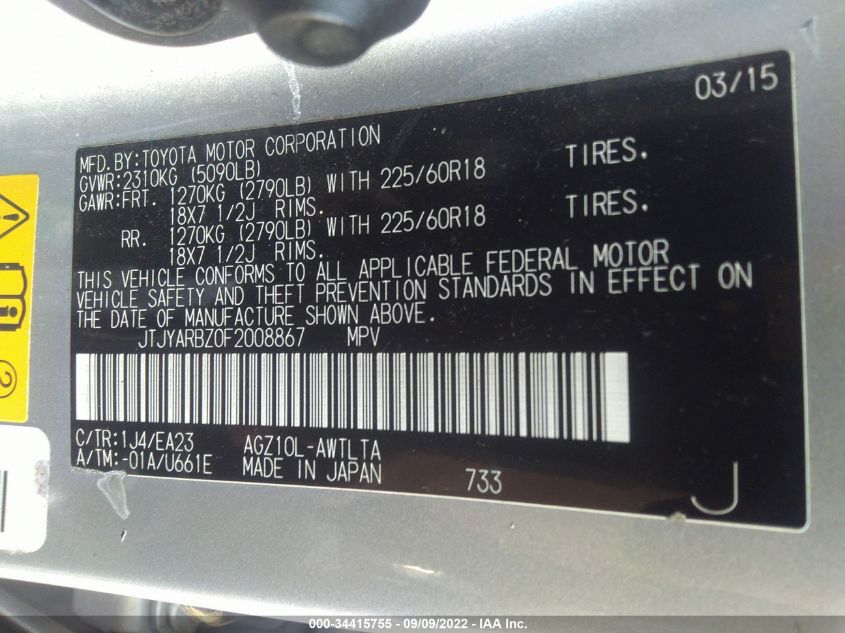 03/15
MFD. BY:TOYOTA MOTOR CORPORATION
GVWR:2310KG (5090LB)
GAWR:FRT. 1270KG (2790LB) WITH 225/60R18 TIRES.
18X7 1/2J RIMS.
RR. 1270KG (2790LB) WITH 225/60R18 TIRES.
18X7 1/2J RIMS.
THIS VEHICLE CONFORMS TO ALL APPLICABLE FEDERAL MOTOR
VEHICLE SAFETY AND THEFT PREVENTION STANDARDS IN EFFECT ON
THE DATE OF MANUFACTURE SHOWN ABOVE.
JTJYARBZ0F2008867 MPV
C/TR:1J4/EA23 AGZ10L-AWTLTA
A/TM:-01A/U661E MADE IN JAPAN 733
J
2
000-34415755 - 09/09/2022 - IAA Inc.